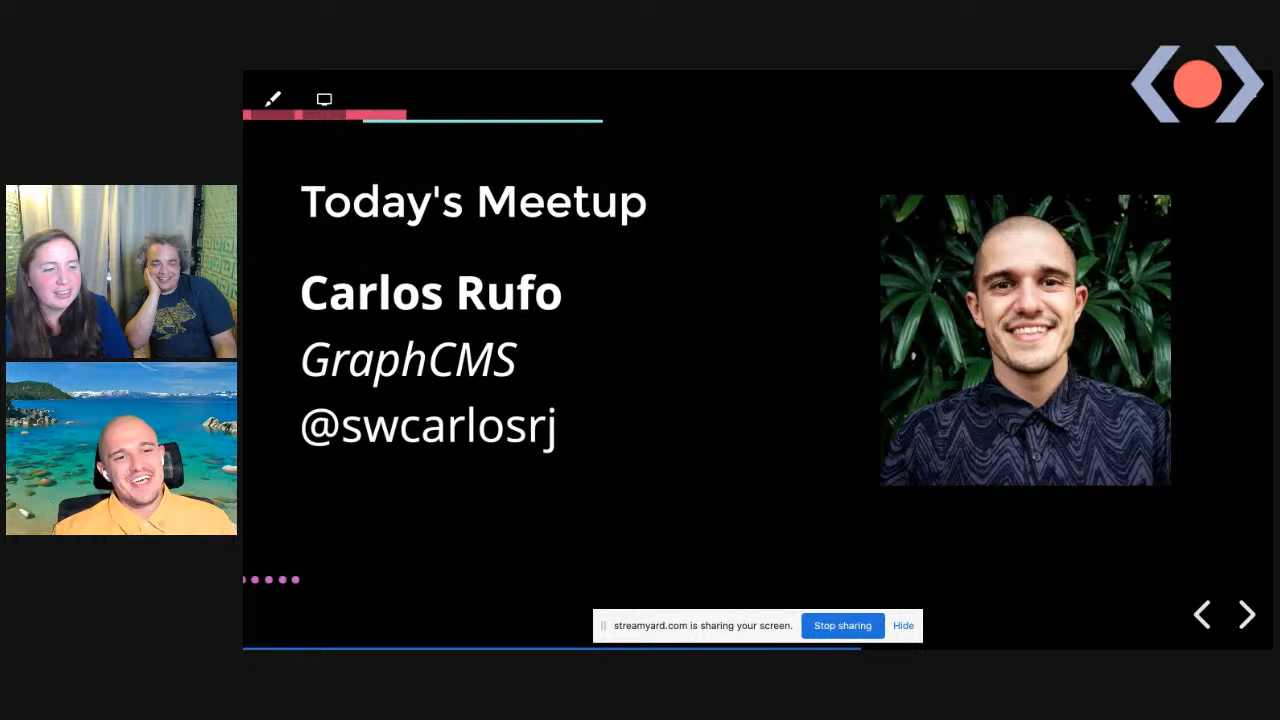 Today's Meetup
Carlos Rufo
GraphCMS
@swcarlosrj
streamyard.com is sharing your screen.
Stop sharing
Hide